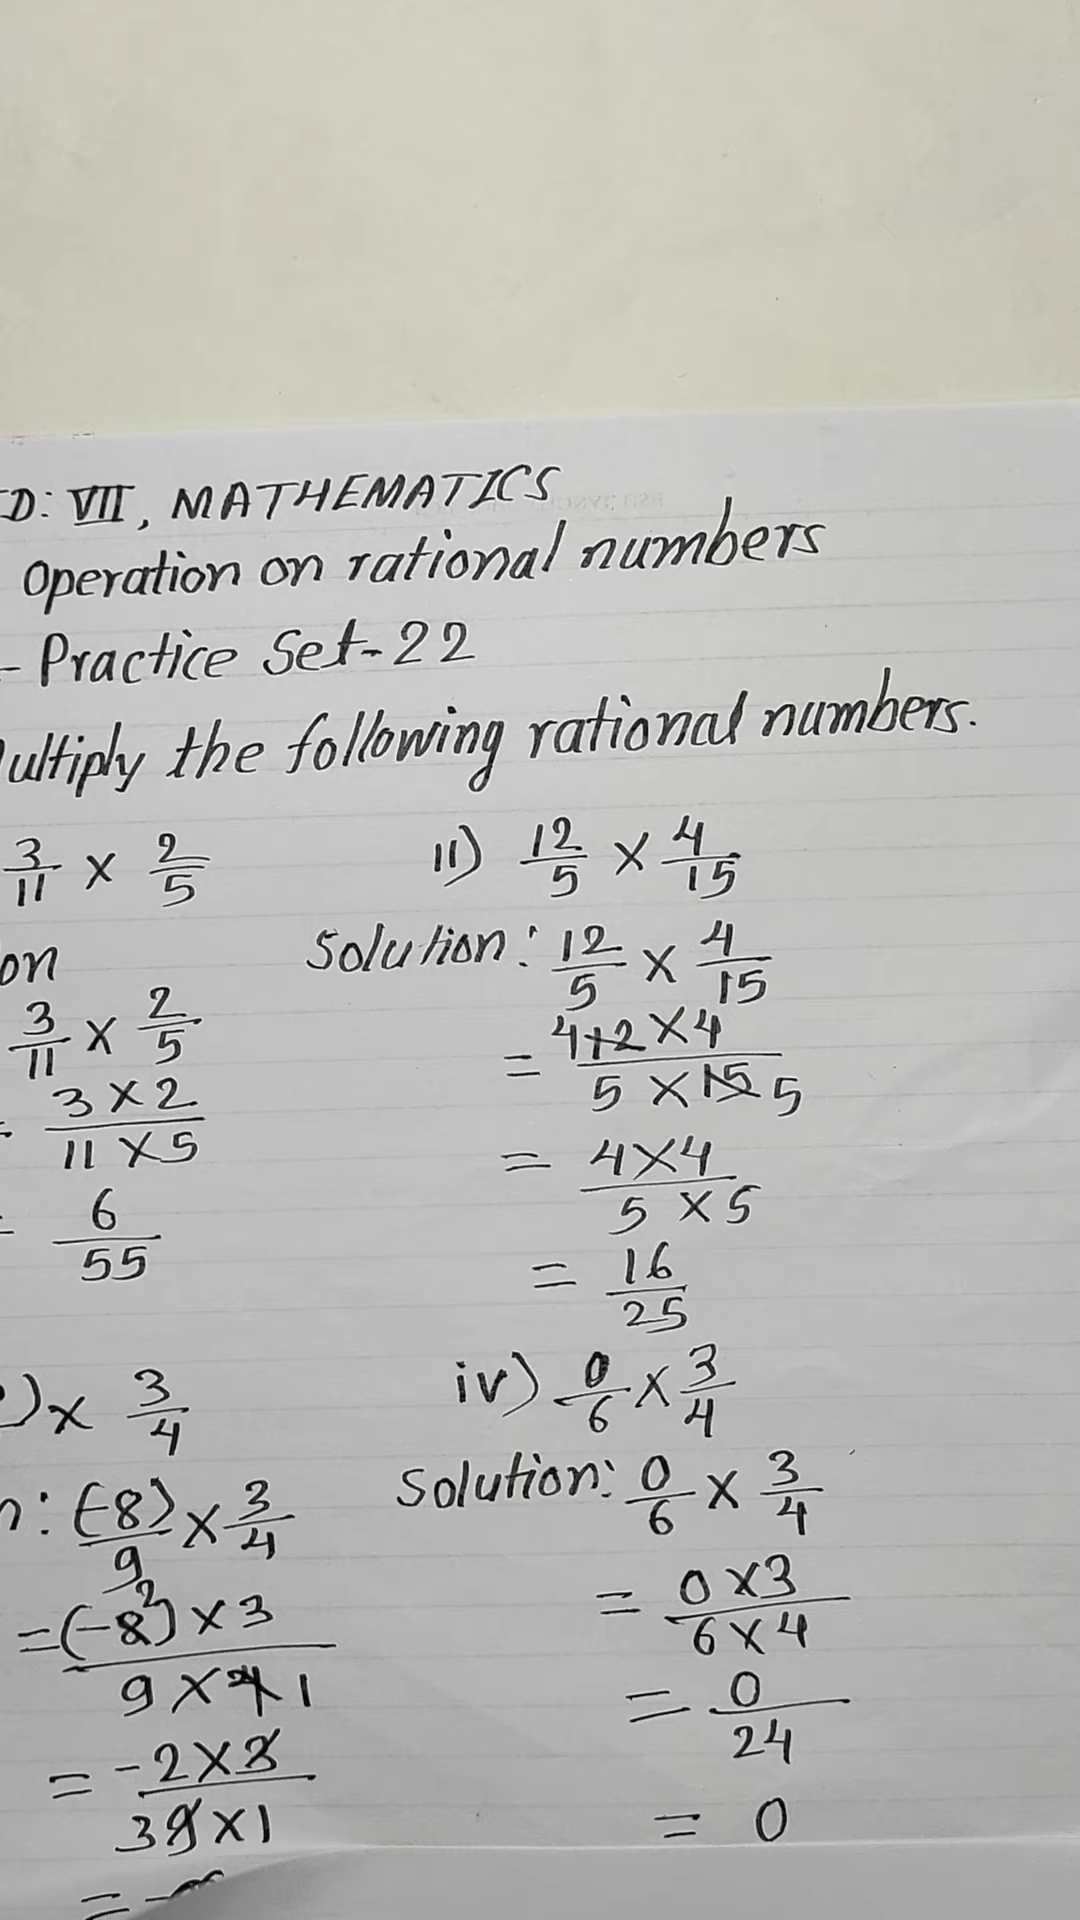 D: VII, MATHEMATICS
Operation on rational numbers
- Practice Set-22
ultiply the following rational numbers.
3/11 × 2/5
on
3/11 × 2/5
3×2/11×5
6/55
ii) 12/5 × 4/15
Solution: 12/5 × 4/15
= 4 12×4/5×15 5
= 4×4/5×5
= 16/25
)× 3/4
n: (-8)/9 × 3/4
= (-8 2)×3/9×4 1
= -2×3/3 9×1
= -
iv) 0/6 × 3/4
Solution: 0/6 × 3/4
= 0×3/6×4
= 0/24
= 0